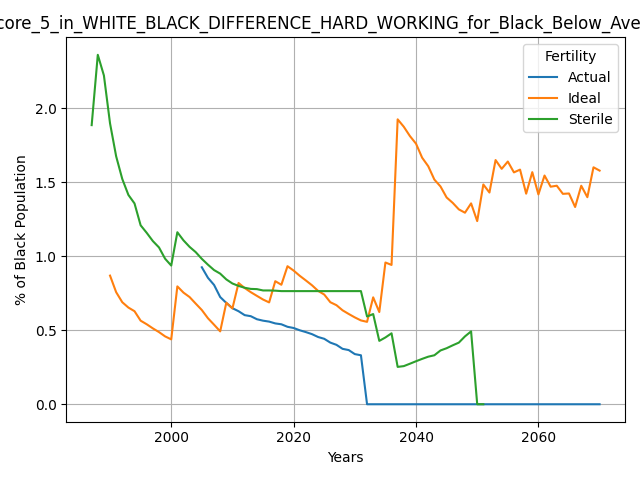 core_5_in_WHITE_BLACK_DIFFERENCE_HARD_WORKING_for_Black_Below_Ave
Fertility
Actual
Ideal
Sterile
% of Black Population
2.0
1.5
1.0
0.5
0.0
2000
2020
2040
2060
Years